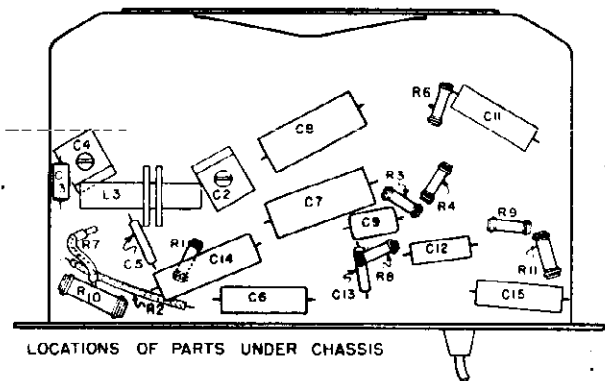 R6
C11
C8
C4
C3
L3
C2
R3
R4
C7
C9
R9
R7
C5
R1
C14
R8
C12
R11
R10
R2
C6
C13
C15
LOCATIONS OF PARTS UNDER CHASSIS